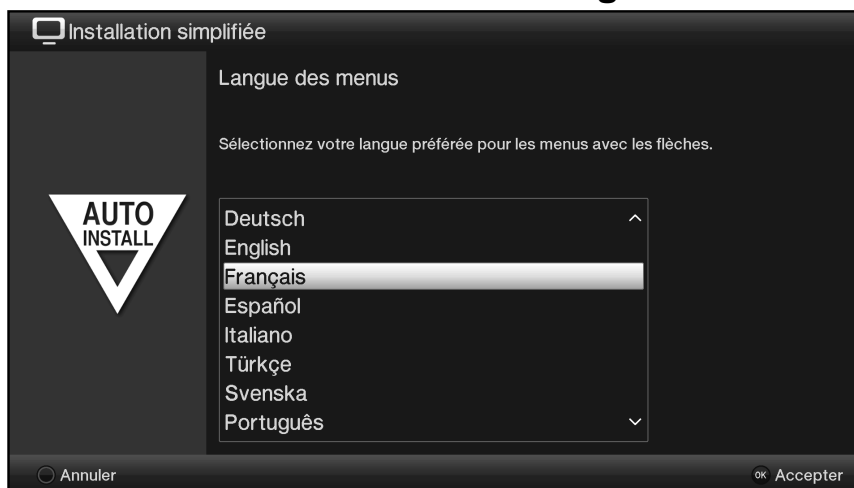 Installation simplifiée
Langue des menus
Sélectionnez votre langue préférée pour les menus avec les flèches.
AUTO
INSTALL
Deutsch
English
Français
Español
Italiano
Türkçe
Svenska
Português
Annuler
OK Accepter